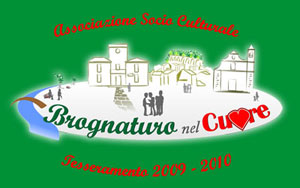 Associazione Socio Culturale
Brognaturo nel Cuore
Tesseramento 2009 - 2010